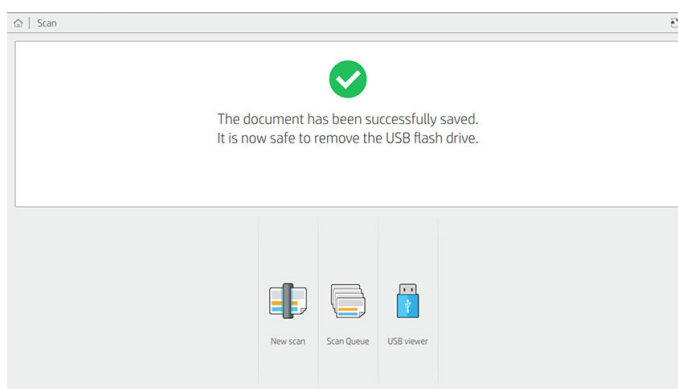 Scan
The document has been successfully saved.
It is now safe to remove the USB flash drive.
New scan
Scan Queue
USB viewer